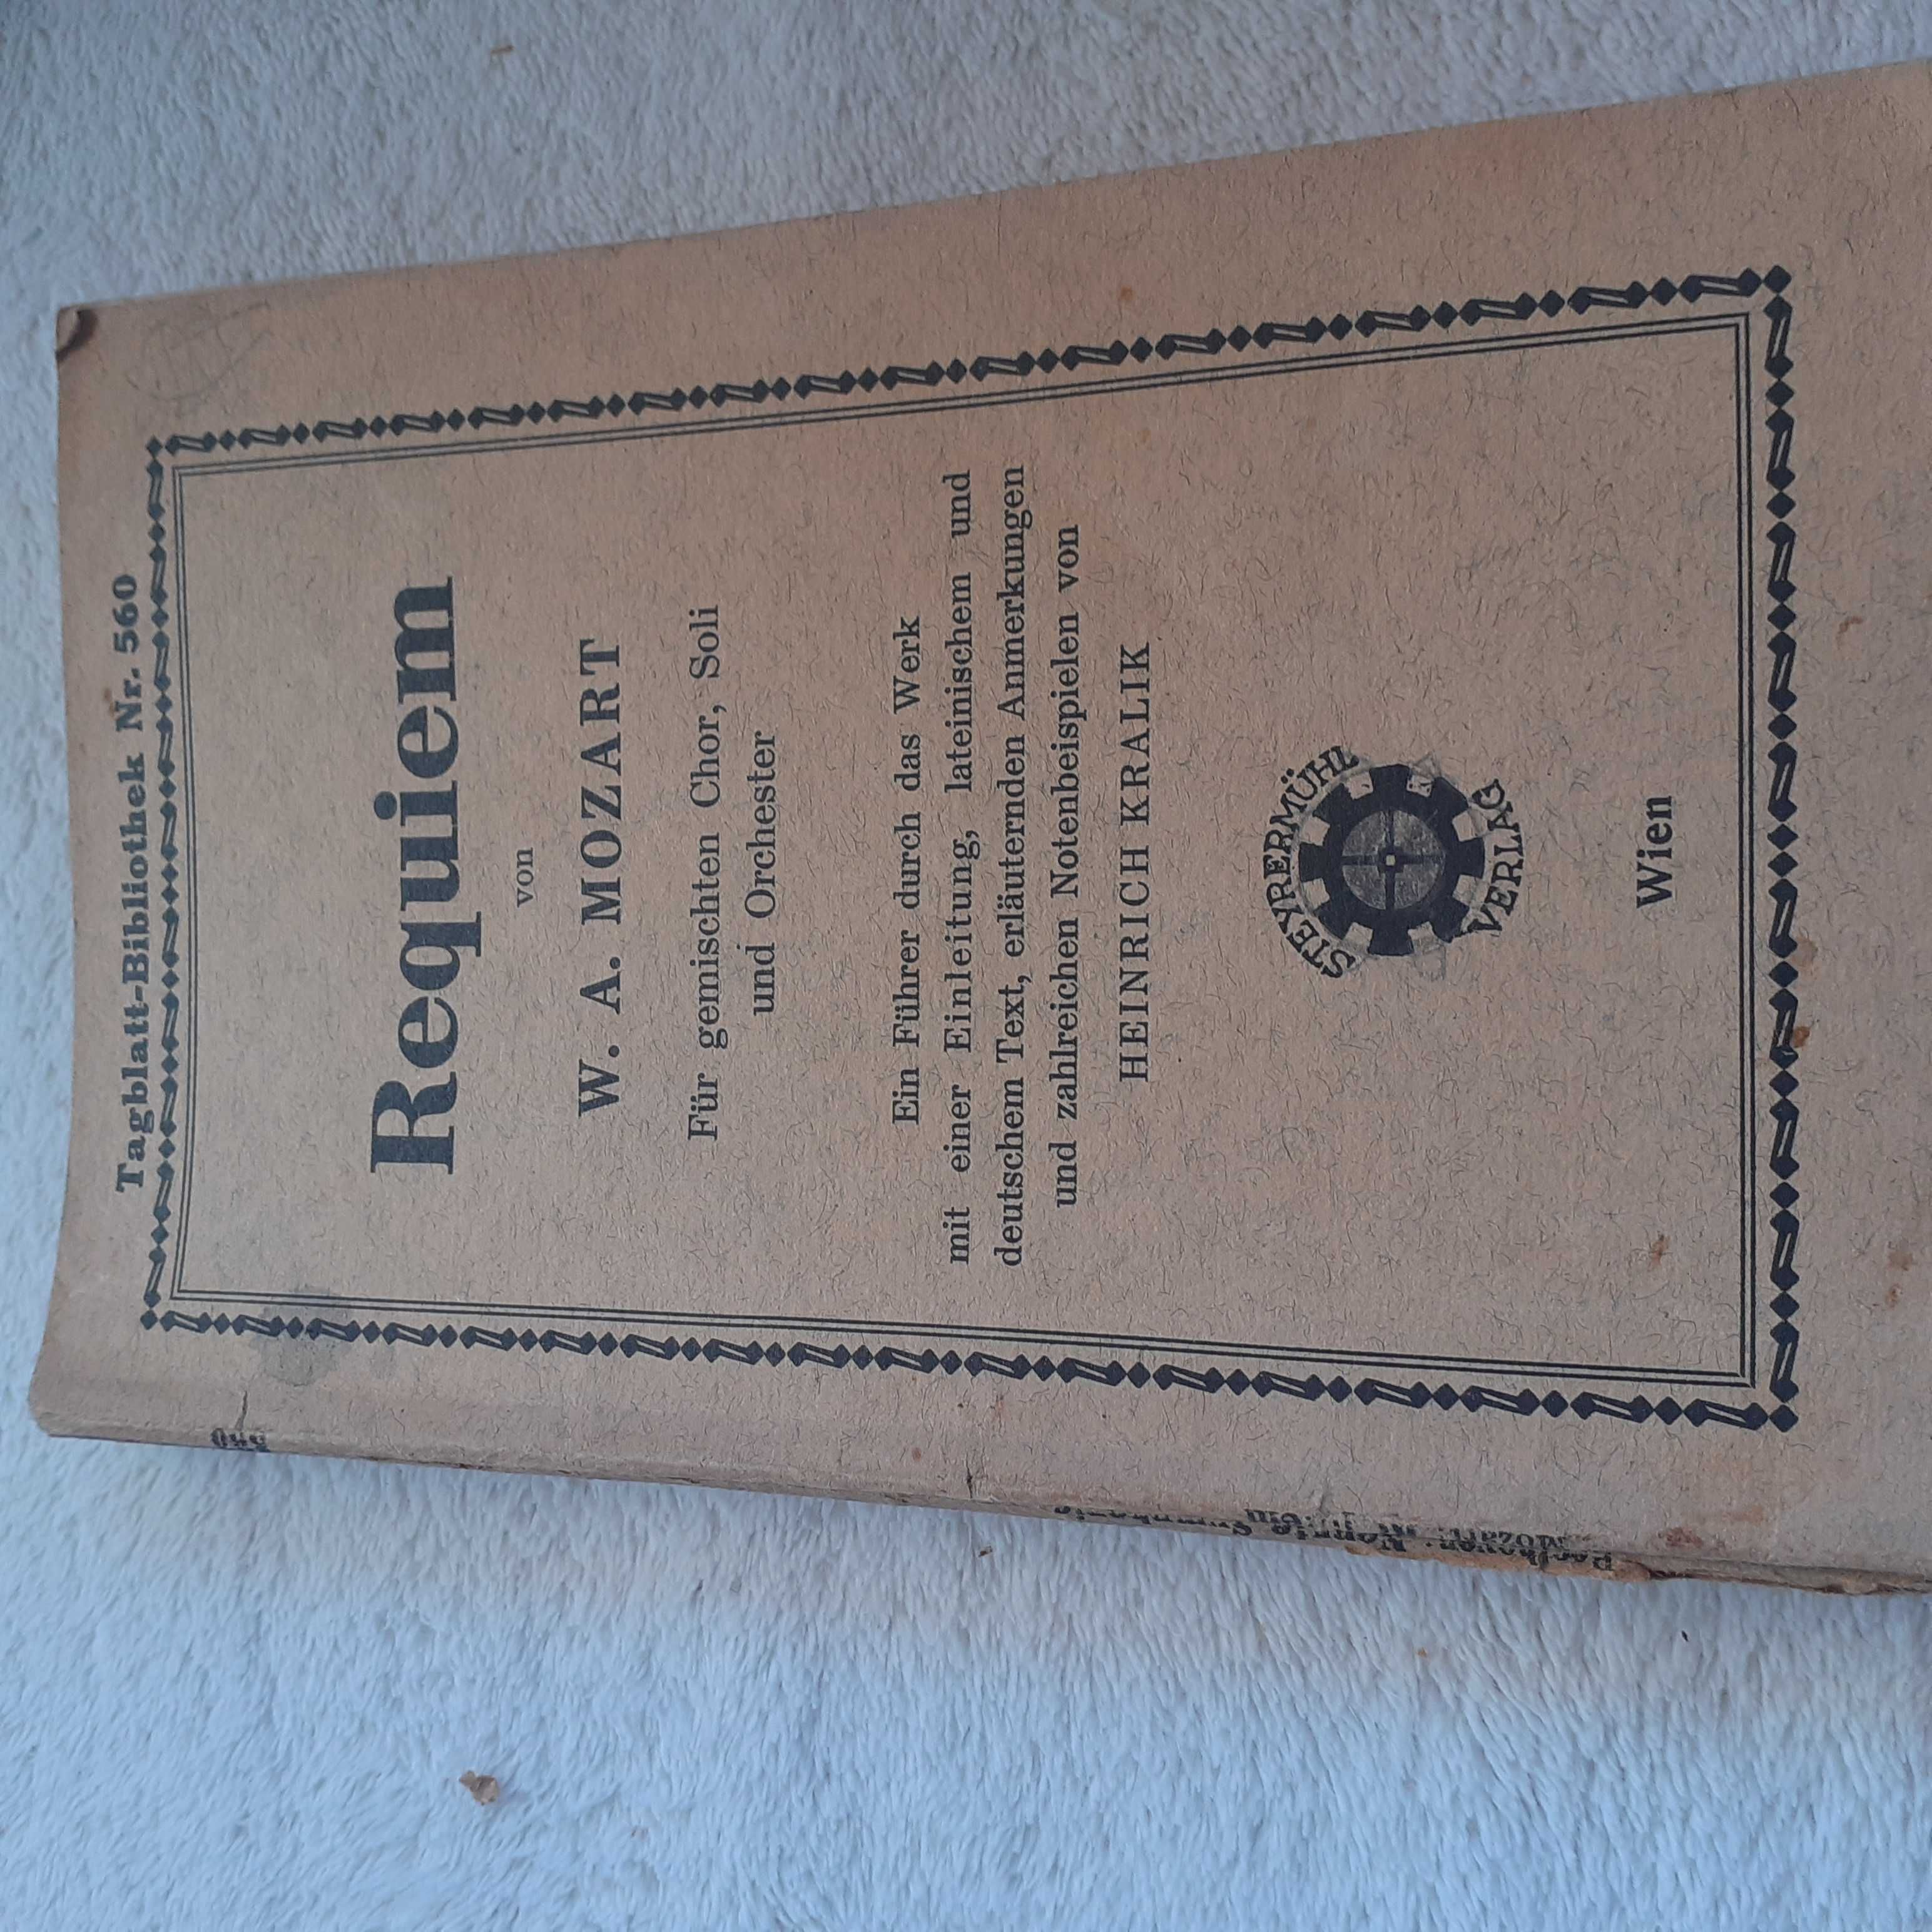 Tagblatt-Bibliothek Nr. 560
Requiem
von
W. A. MOZART
Für gemischten Chor, Soli
und Orchester
Ein Führer durch das Werk
mit einer Einleitung, lateinischem und
deutschem Text, erläuternden Anmerkungen
und zahlreichen Notenbeispielen von
HEINRICH KRALIK
STEYRERMÜHL
VERLAG
Wien